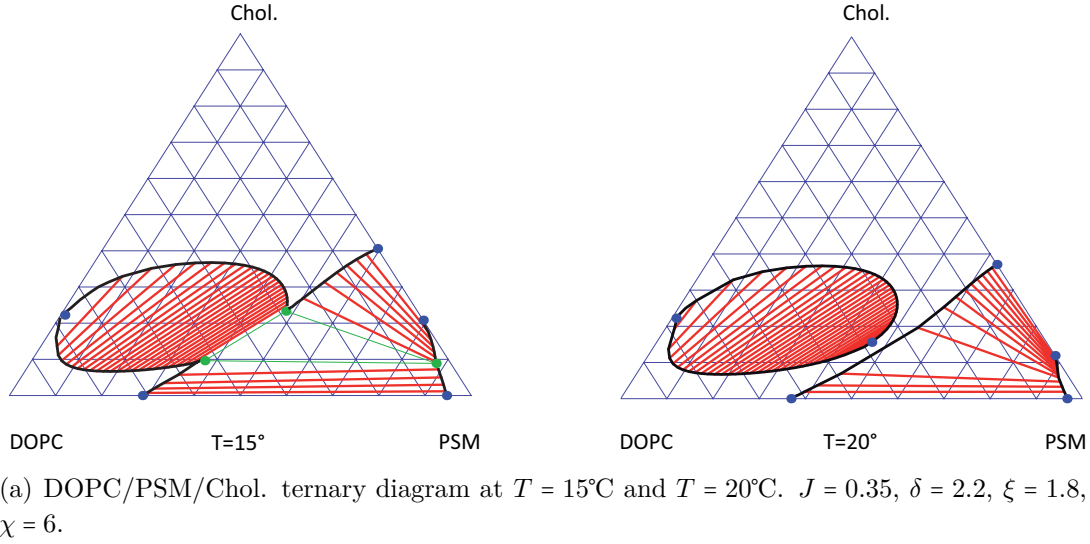 Chol. Chol.
DOPC T=15° PSM DOPC T=20° PSM
(a) DOPC/PSM/Chol. ternary diagram at T = 15°C and T = 20°C. J = 0.35, δ = 2.2, ξ = 1.8,
χ = 6.